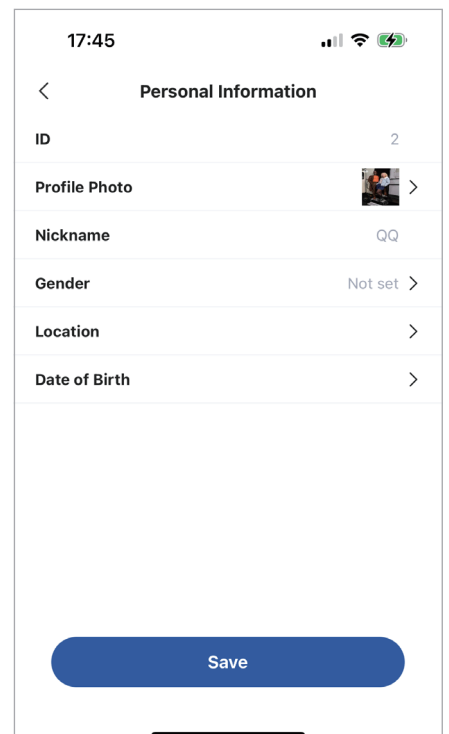 17:45
Personal Information
ID 2
Profile Photo
Nickname QQ
Gender Not set
Location
Date of Birth
Save